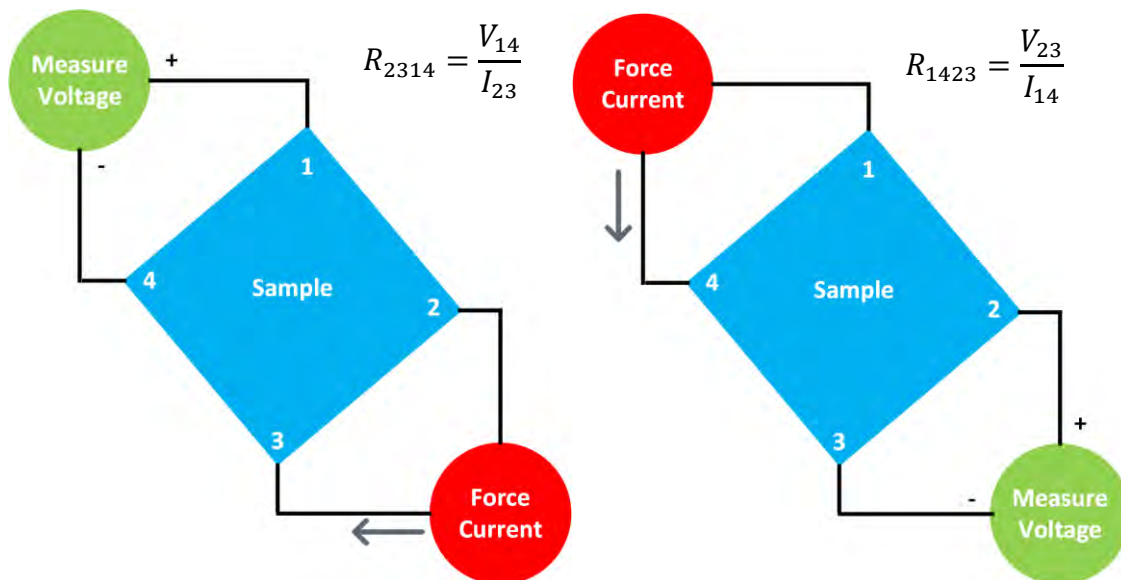 Measure
Voltage
+
-
R₂₃₁₄ = V₁₄ / I₂₃
1
4
Sample
2
3
Force
Current
Force
Current
R₁₄₂₃ = V₂₃ / I₁₄
1
4
Sample
2
3
+
-
Measure
Voltage